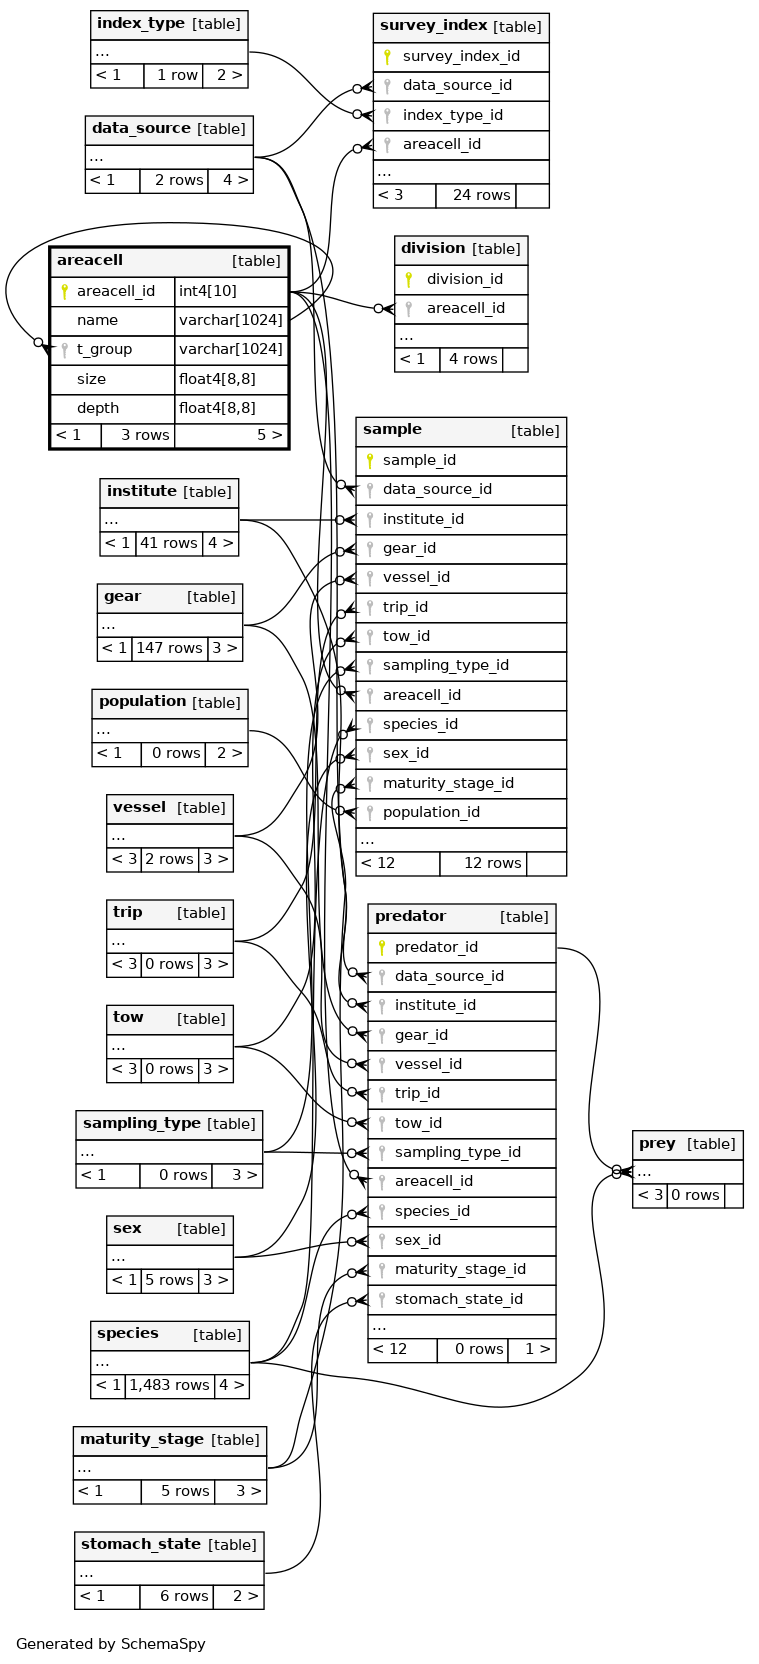 index_type [table]
...
< 1 1 row 2 >
data_source [table]
...
< 1 2 rows 4 >
areacell [table]
areacell_id int4[10]
name varchar[1024]
t_group varchar[1024]
size float4[8,8]
depth float4[8,8]
< 1 3 rows 5 >
institute [table]
...
< 1 41 rows 4 >
gear [table]
...
< 1 147 rows 3 >
population [table]
...
< 1 0 rows 2 >
vessel [table]
...
< 3 2 rows 3 >
trip [table]
...
< 3 0 rows 3 >
tow [table]
...
< 3 0 rows 3 >
sampling_type [table]
...
< 1 0 rows 3 >
sex [table]
...
< 1 5 rows 3 >
species [table]
...
< 1 1,483 rows 4 >
maturity_stage [table]
...
< 1 5 rows 3 >
stomach_state [table]
...
< 1 6 rows 2 >
survey_index [table]
survey_index_id
data_source_id
index_type_id
areacell_id
...
< 3 24 rows
division [table]
division_id
areacell_id
...
< 1 4 rows
sample [table]
sample_id
data_source_id
institute_id
gear_id
vessel_id
trip_id
tow_id
sampling_type_id
areacell_id
species_id
sex_id
maturity_stage_id
population_id
...
< 12 12 rows
predator [table]
predator_id
data_source_id
institute_id
gear_id
vessel_id
trip_id
tow_id
sampling_type_id
areacell_id
species_id
sex_id
maturity_stage_id
stomach_state_id
...
< 12 0 rows 1 >
prey [table]
...
< 3 0 rows
Generated by SchemaSpy